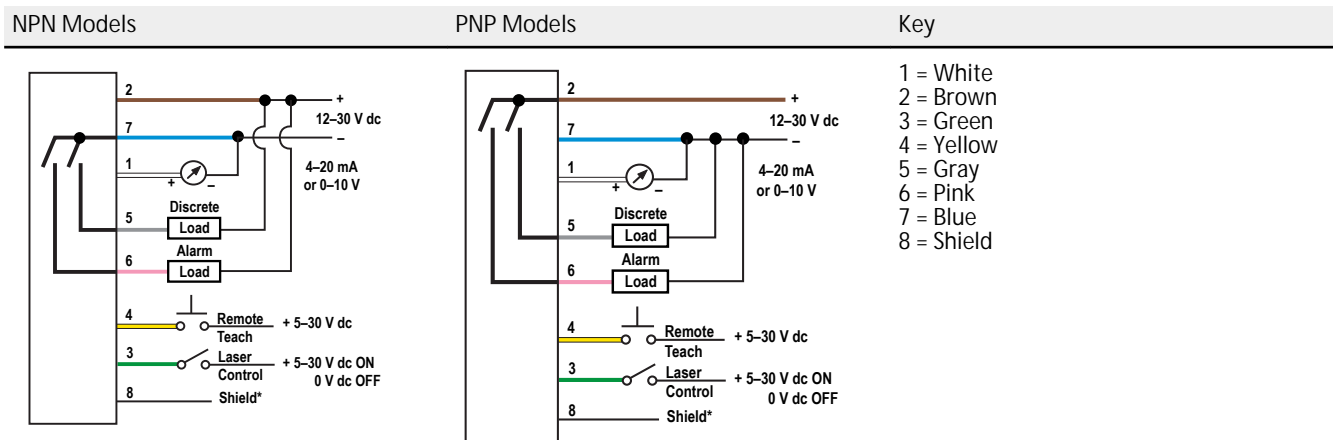 NPN Models
PNP Models
Key
2
+
12–30 V dc
7
–
1
+
–
4–20 mA
or 0–10 V
Discrete
5
Load
Alarm
6
Load
4
Remote
Teach
+ 5–30 V dc
3
Laser
Control
+ 5–30 V dc ON
0 V dc OFF
8
Shield*
2
+
12–30 V dc
7
–
1
+
–
4–20 mA
or 0–10 V
Discrete
5
Load
Alarm
6
Load
4
Remote
Teach
+ 5–30 V dc
3
Laser
Control
+ 5–30 V dc ON
0 V dc OFF
8
Shield*
1 = White
2 = Brown
3 = Green
4 = Yellow
5 = Gray
6 = Pink
7 = Blue
8 = Shield